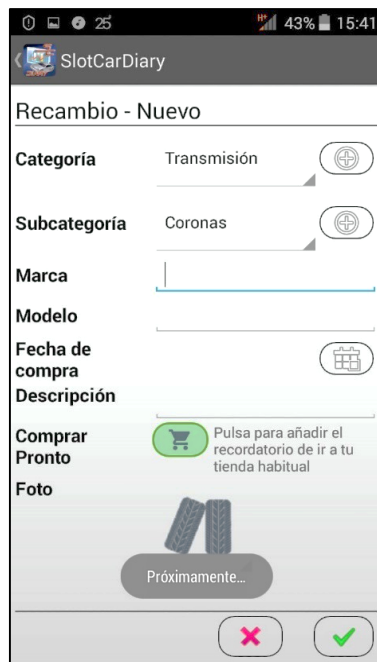 25 43% 15:41
SlotCarDiary
Recambio - Nuevo
Categoría Transmisión
Subcategoría Coronas
Marca
Modelo
Fecha de
compra
Descripción
Comprar
Pronto
Pulsa para añadir el
recordatorio de ir a tu
tienda habitual
Foto
Próximamente...